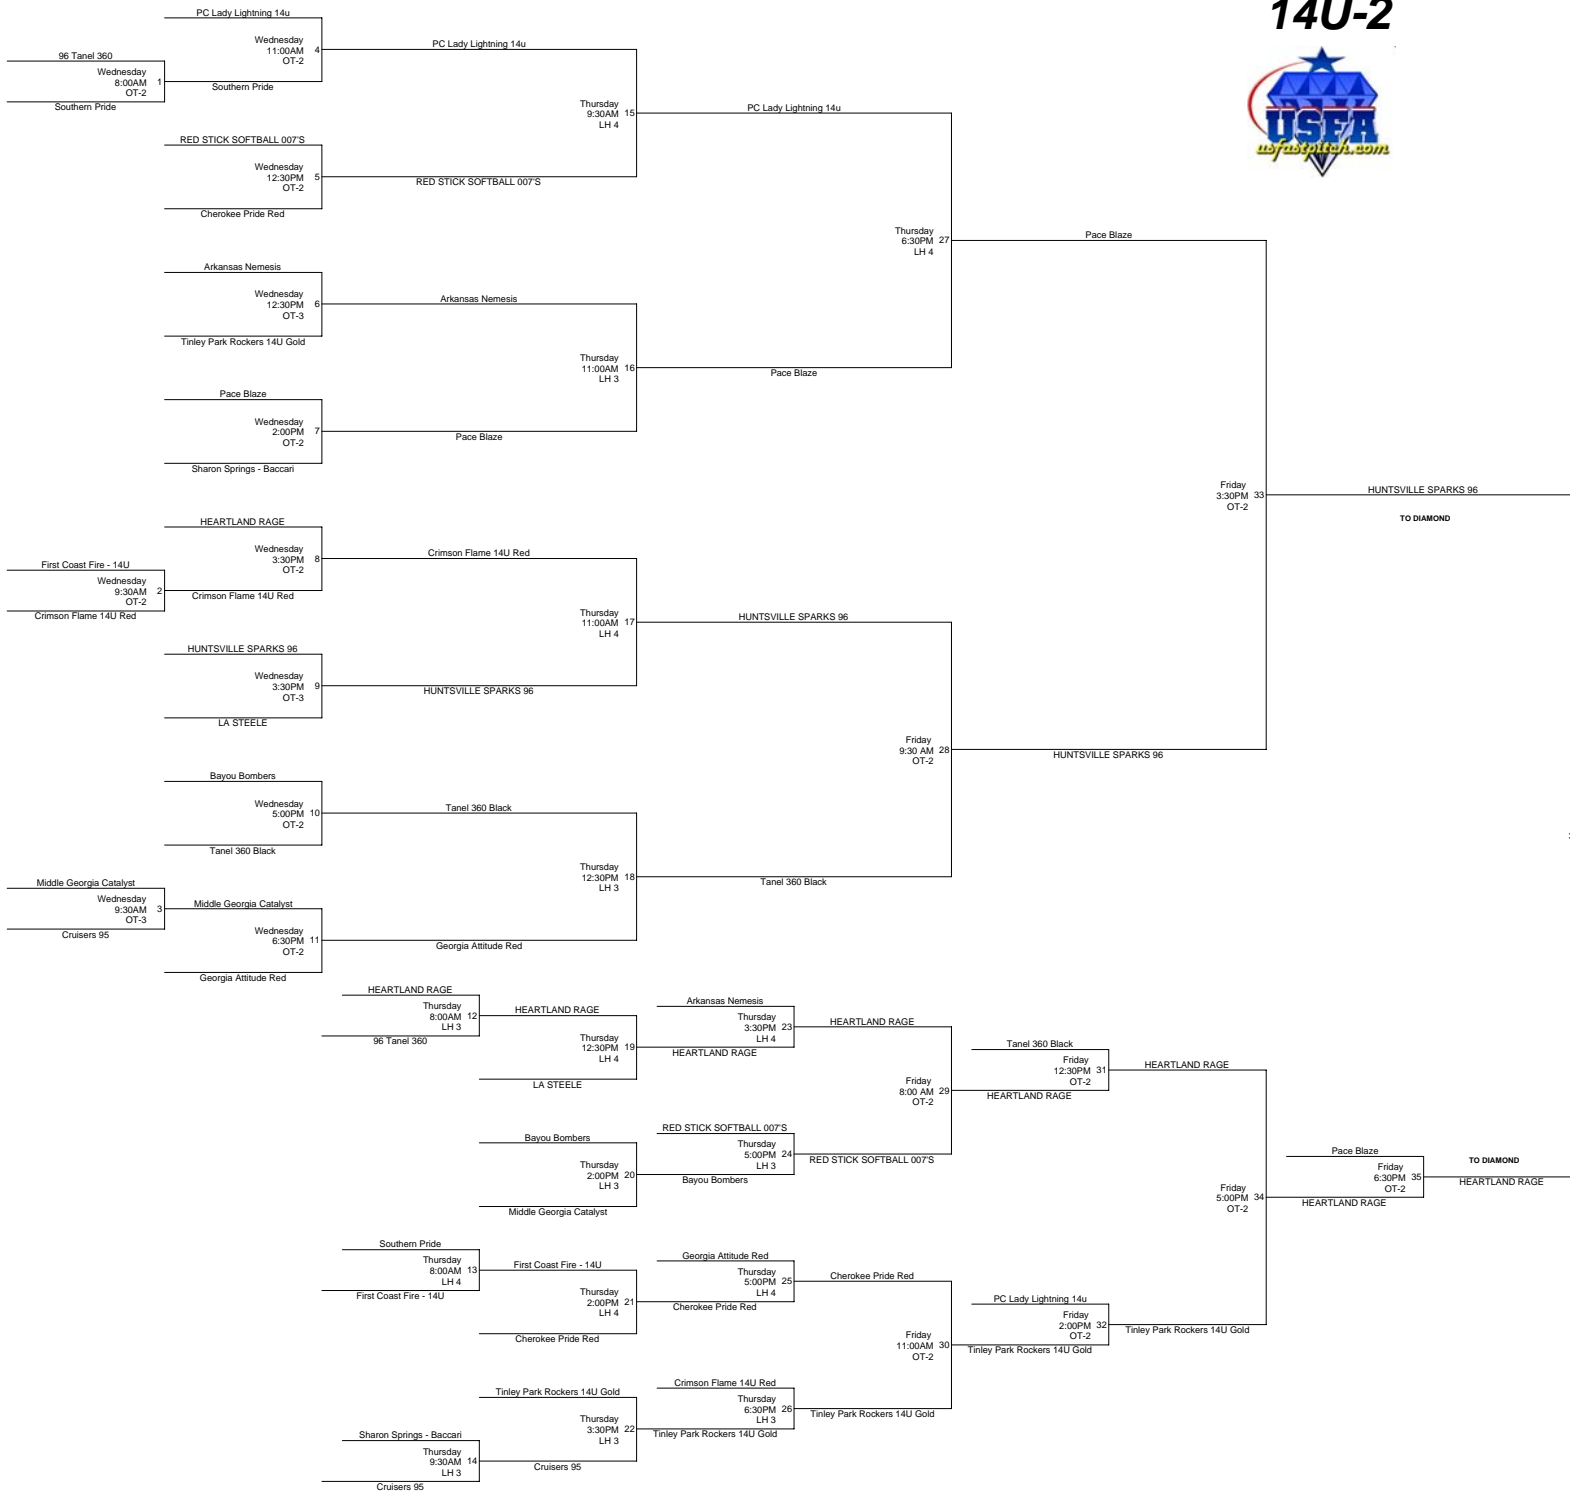 14U-2
USFA
usfastpitch.com
PC Lady Lightning 14u
Wednesday
11:00AM 4
OT-2
PC Lady Lightning 14u
96 Tanel 360
Wednesday
8:00AM 1
OT-2
Southern Pride
Southern Pride
Thursday
9:30AM 15
LH 4
PC Lady Lightning 14u
RED STICK SOFTBALL 007'S
Wednesday
12:30PM 5
OT-2
RED STICK SOFTBALL 007'S
Cherokee Pride Red
Thursday
6:30PM 27
LH 4
Pace Blaze
Arkansas Nemesis
Wednesday
12:30PM 6
OT-3
Arkansas Nemesis
Tinley Park Rockers 14U Gold
Thursday
11:00AM 16
LH 3
Pace Blaze
Pace Blaze
Wednesday
2:00PM 7
OT-2
Pace Blaze
Sharon Springs - Baccari
Friday
3:30PM 33
OT-2
HUNTSVILLE SPARKS 96
TO DIAMOND
HEARTLAND RAGE
Wednesday
3:30PM 8
OT-2
Crimson Flame 14U Red
First Coast Fire - 14U
Wednesday
9:30AM 2
OT-2
Crimson Flame 14U Red
Crimson Flame 14U Red
Thursday
11:00AM 17
LH 4
HUNTSVILLE SPARKS 96
HUNTSVILLE SPARKS 96
Wednesday
3:30PM 9
OT-3
HUNTSVILLE SPARKS 96
LA STEELE
Friday
9:30 AM 28
OT-2
HUNTSVILLE SPARKS 96
Bayou Bombers
Wednesday
5:00PM 10
OT-2
Tanel 360 Black
Tanel 360 Black
Thursday
12:30PM 18
LH 3
Tanel 360 Black
Middle Georgia Catalyst
Wednesday
9:30AM 3
OT-3
Cruisers 95
Middle Georgia Catalyst
Wednesday
6:30PM 11
OT-2
Georgia Attitude Red
Georgia Attitude Red
HEARTLAND RAGE
Thursday
8:00AM 12
LH 3
96 Tanel 360
HEARTLAND RAGE
Thursday
12:30PM 19
LH 4
LA STEELE
Arkansas Nemesis
Thursday
3:30PM 23
LH 4
HEARTLAND RAGE
HEARTLAND RAGE
Friday
8:00 AM 29
OT-2
Tanel 360 Black
Friday
12:30PM 31
OT-2
HEARTLAND RAGE
HEARTLAND RAGE
Bayou Bombers
Thursday
2:00PM 20
LH 3
Middle Georgia Catalyst
RED STICK SOFTBALL 007'S
Thursday
5:00PM 24
LH 3
Bayou Bombers
RED STICK SOFTBALL 007'S
Friday
5:00PM 34
OT-2
Pace Blaze
Friday
6:30PM 35
OT-2
HEARTLAND RAGE
TO DIAMOND
HEARTLAND RAGE
Southern Pride
Thursday
8:00AM 13
LH 4
First Coast Fire - 14U
First Coast Fire - 14U
Thursday
2:00PM 21
LH 4
Cherokee Pride Red
Georgia Attitude Red
Thursday
5:00PM 25
LH 4
Cherokee Pride Red
Cherokee Pride Red
Friday
11:00AM 30
OT-2
PC Lady Lightning 14u
Friday
2:00PM 32
OT-2
Tinley Park Rockers 14U Gold
Tinley Park Rockers 14U Gold
Tinley Park Rockers 14U Gold
Thursday
3:30PM 22
LH 3
Crimson Flame 14U Red
Thursday
6:30PM 26
LH 3
Tinley Park Rockers 14U Gold
Tinley Park Rockers 14U Gold
Sharon Springs - Baccari
Thursday
9:30AM 14
LH 3
Cruisers 95
Cruisers 95